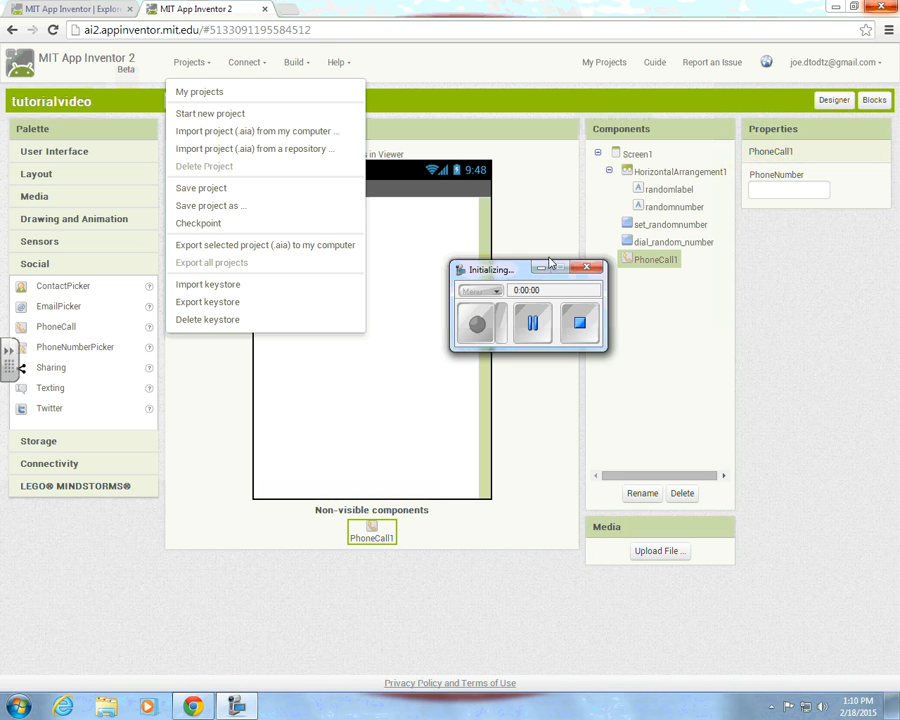 MIT App Inventor | Explor
MIT App Inventor 2
ai2.appinventor.mit.edu/#5133091195584512
MIT App Inventor 2
Beta
Projects
Connect
Build
Help
My Projects
Guide
Report an Issue
joe.dtodtz@gmail.com
tutorialvideo
Designer
Blocks
Palette
User Interface
Layout
Media
Drawing and Animation
Sensors
Social
ContactPicker
EmailPicker
PhoneCall
PhoneNumberPicker
Sharing
Texting
Twitter
Storage
Connectivity
LEGO® MINDSTORMS®
My projects
Start new project
Import project (.aia) from my computer ...
Import project (.aia) from a repository ...
Delete Project
Save project
Save project as ...
Checkpoint
Export selected project (.aia) to my computer
Export all projects
Import keystore
Export keystore
Delete keystore
s in Viewer
9:48
Initializing...
Menu
0:00:00
Non-visible components
PhoneCall1
Components
Screen1
HorizontalArrangement1
randomlabel
randomnumber
set_randomnumber
dial_random_number
PhoneCall1
Rename
Delete
Media
Upload File ...
Properties
PhoneCall1
PhoneNumber
Privacy Policy and Terms of Use
1:10 PM
2/18/2015